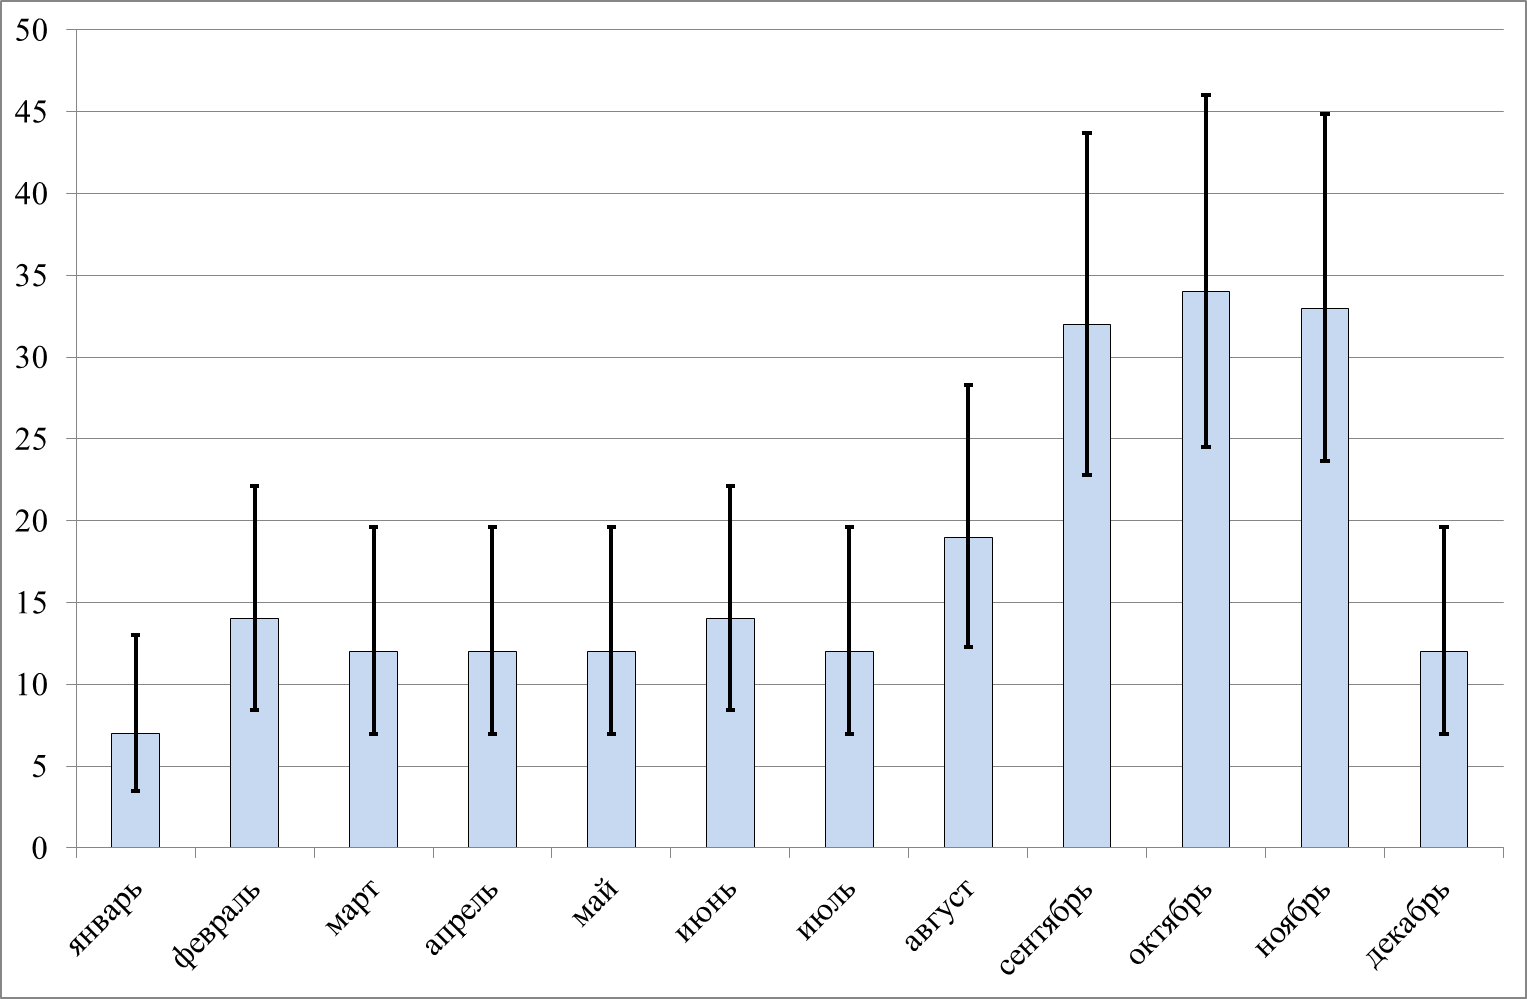 50
45
40
35
30
25
20
15
10
5
0
январь
февраль
март
апрель
май
июнь
июль
август
сентябрь
октябрь
ноябрь
декабрь